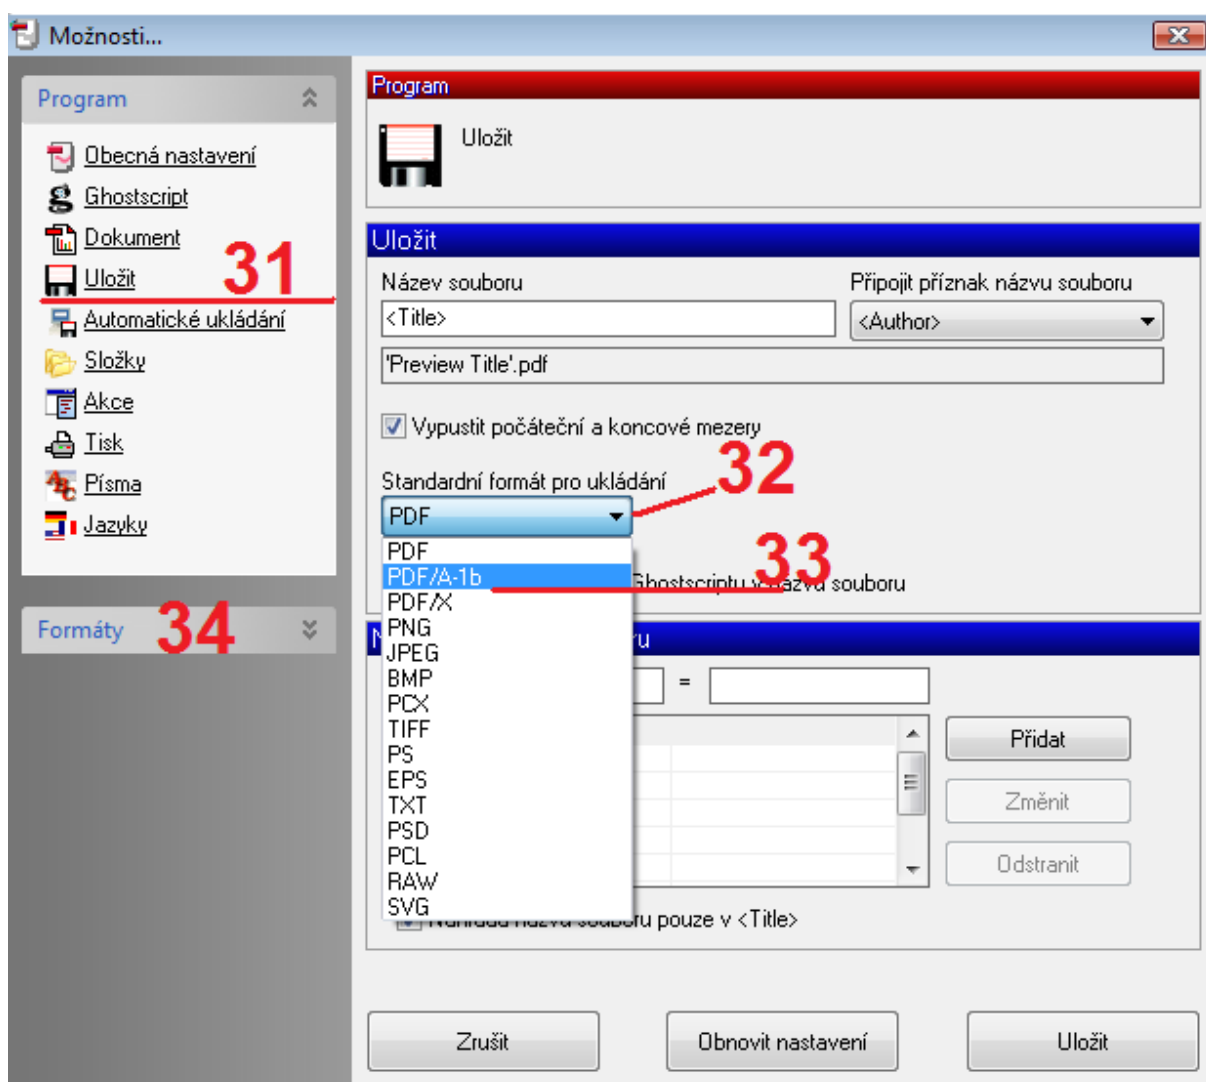 Možnosti...
Program
Obecná nastavení
Ghostscript
Dokument
31
Uložit
Automatické ukládání
Složky
Akce
Tisk
Písma
Jazyky
Formáty
34
Program
Uložit
Uložit
Název souboru
Připojit příznak názvu souboru
<Title>
<Author>
'Preview Title'.pdf
Vypustit počáteční a koncové mezery
32
Standardní formát pro ukládání
PDF
33
PDF
PDF/A-1b
PDF/X
PNG
JPEG
BMP
PCX
TIFF
PS
EPS
TXT
PSD
PCL
RAW
SVG
Ghostscriptu v názvu souboru
=
Přidat
Změnit
Odstranit
Náhrada názvu souboru pouze v <Title>
Zrušit
Obnovit nastavení
Uložit